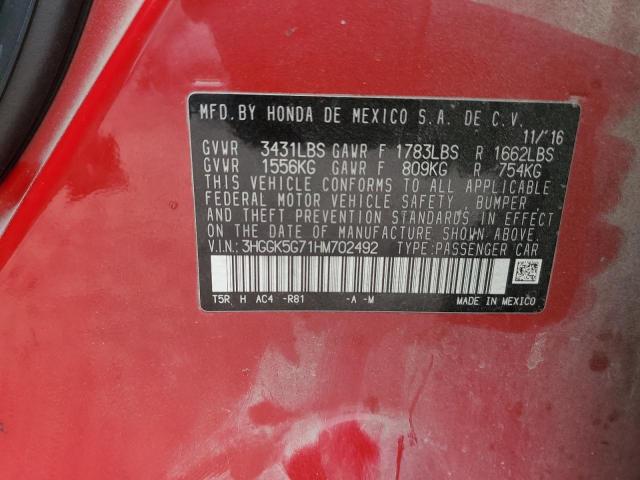 MFD. BY HONDA DE MEXICO S.A. DE C.V.
11/'16
GVWR 3431LBS GAWR F 1783LBS R 1662LBS
GVWR 1556KG GAWR F 809KG R 754KG
THIS VEHICLE CONFORMS TO ALL APPLICABLE
FEDERAL MOTOR VEHICLE SAFETY, BUMPER
AND THEFT PREVENTION STANDARDS IN EFFECT
ON THE DATE OF MANUFACTURE SHOWN ABOVE.
V.I.N.: 3HGGK5G71HM702492 TYPE: PASSENGER CAR
T5R H AC4 -R81 -A -M MADE IN MEXICO